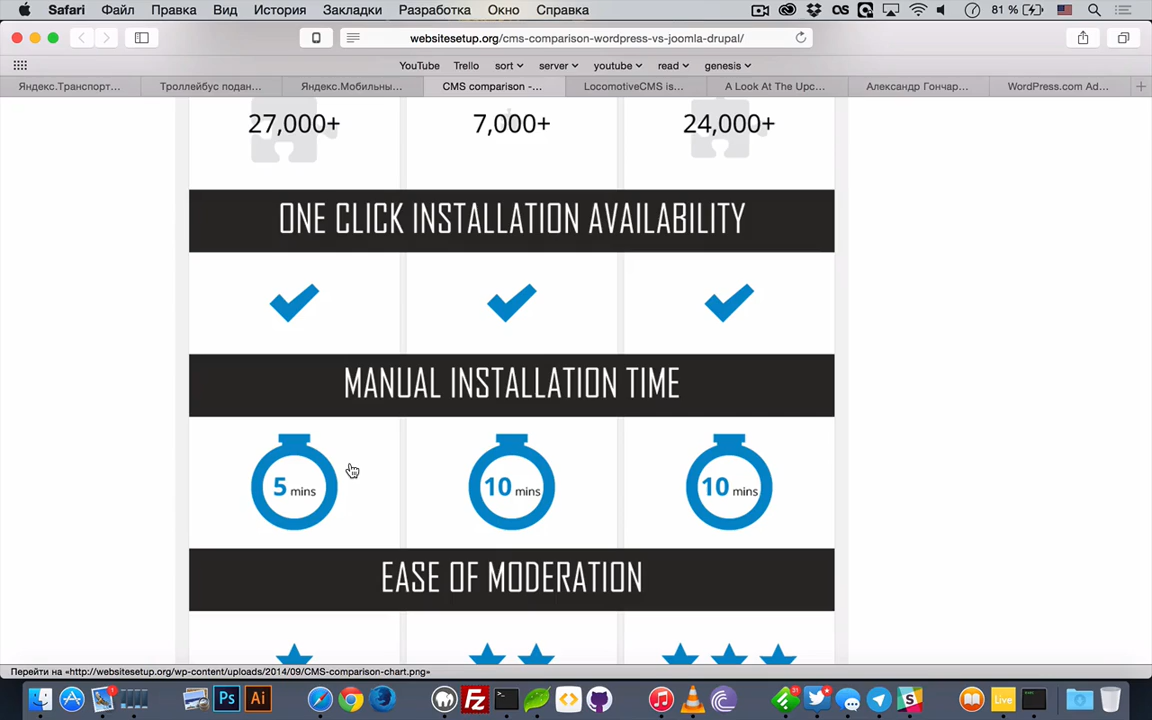 Safari Файл Правка Вид История Закладки Разработка Окно Справка
81 %
websitesetup.org/cms-comparison-wordpress-vs-joomla-drupal/
YouTube Trello sort server youtube read genesis
Яндекс.Транспорт... Троллейбус подан... Яндекс.Мобильны... CMS comparison -... LocomotiveCMS is... A Look At The Upc... Александр Гончар... WordPress.com Ad...
27,000+ 7,000+ 24,000+
ONE CLICK INSTALLATION AVAILABILITY
MANUAL INSTALLATION TIME
5 mins 10 mins 10 mins
EASE OF MODERATION
Перейти на «http://websitesetup.org/wp-content/uploads/2014/09/CMS-comparison-chart.png»
Ps Ai Fz Live